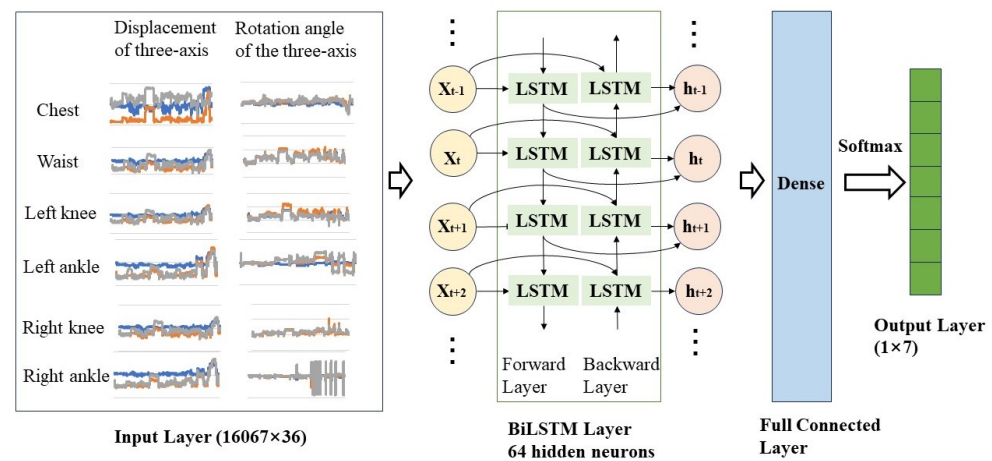 Displacement
of three-axis
Rotation angle
of the three-axis
Chest
Waist
Left knee
Left ankle
Right knee
Right ankle
Input Layer (16067×36)
Xt-1
LSTM
LSTM
ht-1
Xt
LSTM
LSTM
ht
Xt+1
LSTM
LSTM
ht+1
Xt+2
LSTM
LSTM
ht+2
Forward
Layer
Backward
Layer
BiLSTM Layer
64 hidden neurons
Dense
Full Connected
Layer
Softmax
Output Layer
(1×7)